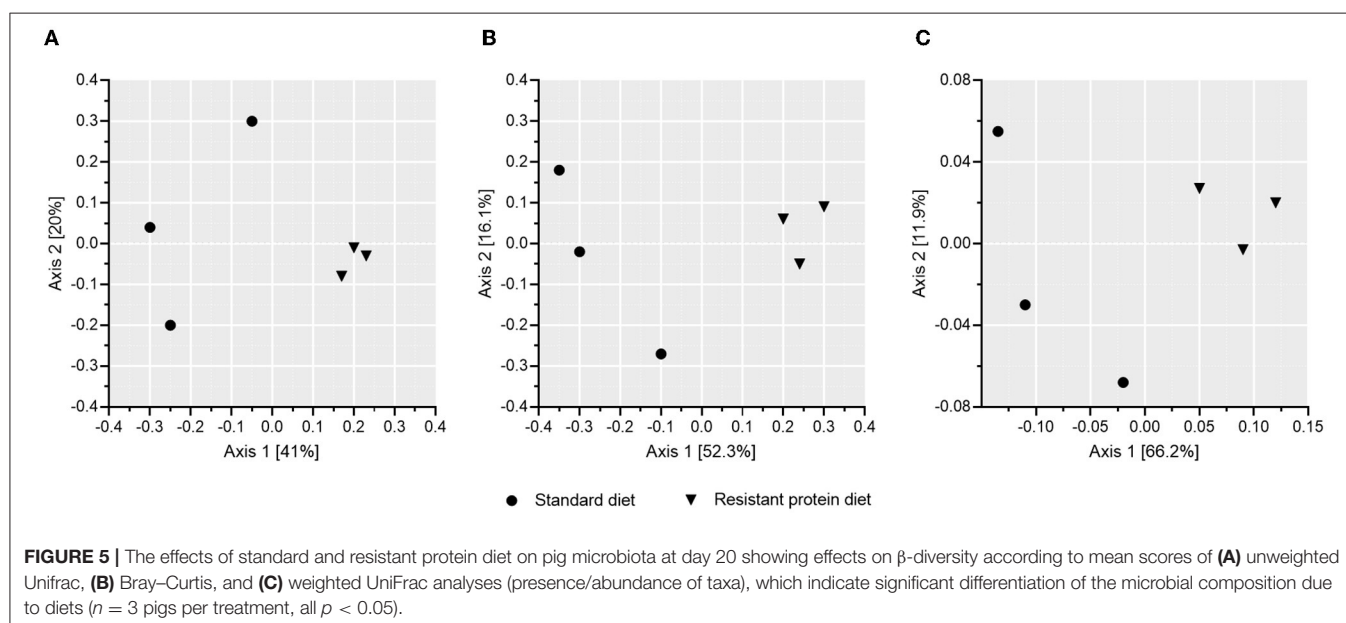 A
B
C
0.4
0.3
0.2
0.1
0.0
-0.1
-0.2
-0.3
-0.4
Axis 2 [20%]
-0.4 -0.3 -0.2 -0.1 0.0 0.1 0.2 0.3 0.4
Axis 1 [41%]
0.4
0.3
0.2
0.1
0.0
-0.1
-0.2
-0.3
-0.4
Axis 2 [16.1%]
-0.4 -0.3 -0.2 -0.1 0.0 0.1 0.2 0.3 0.4
Axis 1 [52.3%]
0.08
0.04
0.00
-0.04
-0.08
Axis 2 [11.9%]
-0.10 -0.05 0.00 0.05 0.10 0.15
Axis 1 [66.2%]
Standard diet
Resistant protein diet
FIGURE 5 | The effects of standard and resistant protein diet on pig microbiota at day 20 showing effects on β-diversity according to mean scores of (A) unweighted
Unifrac, (B) Bray–Curtis, and (C) weighted UniFrac analyses (presence/abundance of taxa), which indicate significant differentiation of the microbial composition due
to diets (n = 3 pigs per treatment, all p < 0.05).